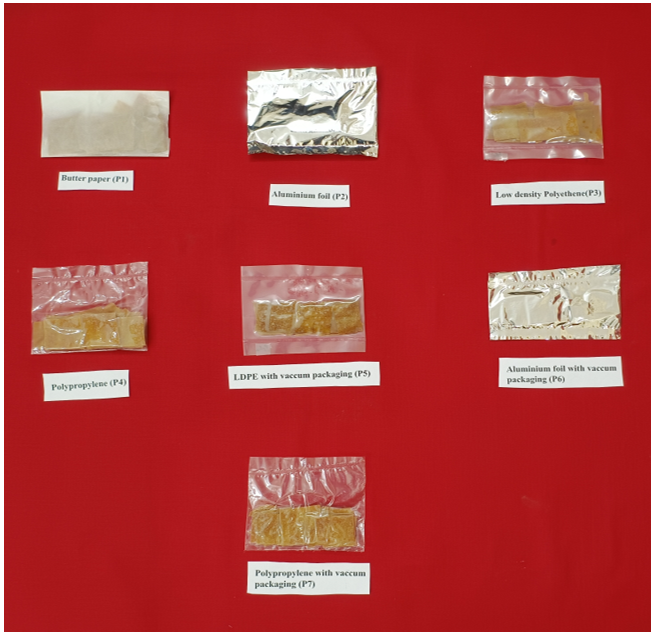 Butter paper (P1)
Aluminium foil (P2)
Low density Polyethene(P3)
Polypropylene (P4)
LDPE with vaccum packaging (P5)
Aluminium foil with vaccum
packaging (P6)
Polypropylene with vaccum
packaging (P7)